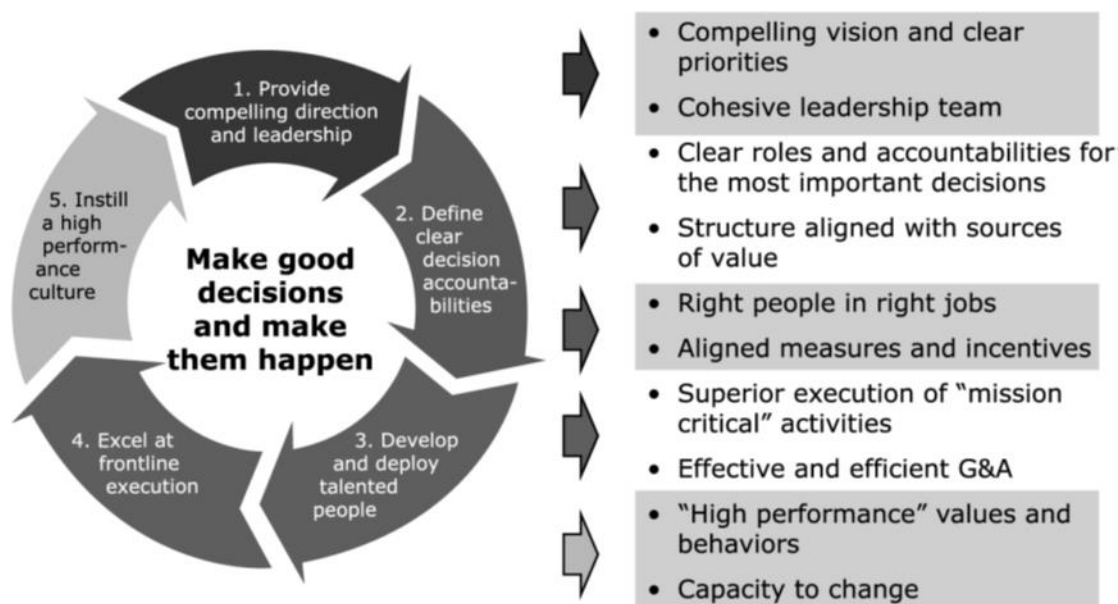 1. Provide
compelling direction
and leadership
2. Define
clear
decision
accounta-
bilities
3. Develop
and deploy
talented
people
4. Excel at
frontline
execution
5. Instill
a high
perform-
ance
culture
Make good
decisions
and make
them happen
• Compelling vision and clear
priorities
• Cohesive leadership team
• Clear roles and accountabilities for
the most important decisions
• Structure aligned with sources
of value
• Right people in right jobs
• Aligned measures and incentives
• Superior execution of “mission
critical” activities
• Effective and efficient G&A
• “High performance” values and
behaviors
• Capacity to change